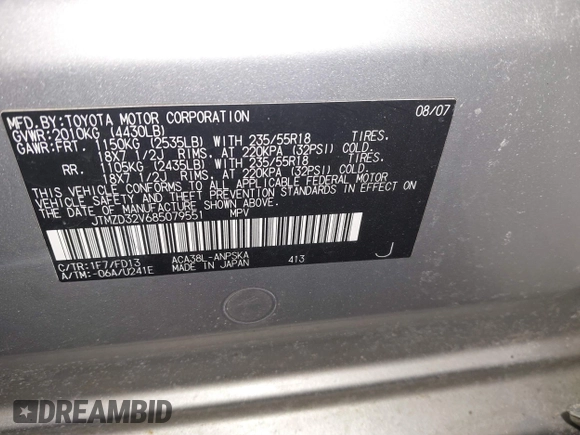 MFD.BY:TOYOTA MOTOR CORPORATION 08/07
GVWR:2010KG (4430LB)
GAWR:FRT. 1150KG (2535LB) WITH 235/55R18 TIRES.
18X7 1/2J RIMS. AT 220KPA (32PSI) COLD.
RR. 1105KG (2435LB) WITH 235/55R18 TIRES.
18X7 1/2J RIMS. AT 220KPA (32PSI) COLD.
THIS VEHICLE CONFORMS TO ALL APPLICABLE FEDERAL MOTOR
VEHICLE SAFETY AND THEFT PREVENTION STANDARDS IN EFFECT
ON THE DATE OF MANUFACTURE SHOWN ABOVE.
JTMZD32V685079551 MPV
C/TR:1F7/FD13 ACA38L-ANPSKA 413 J
A/TM:-06A/U241E MADE IN JAPAN
DREAMBID